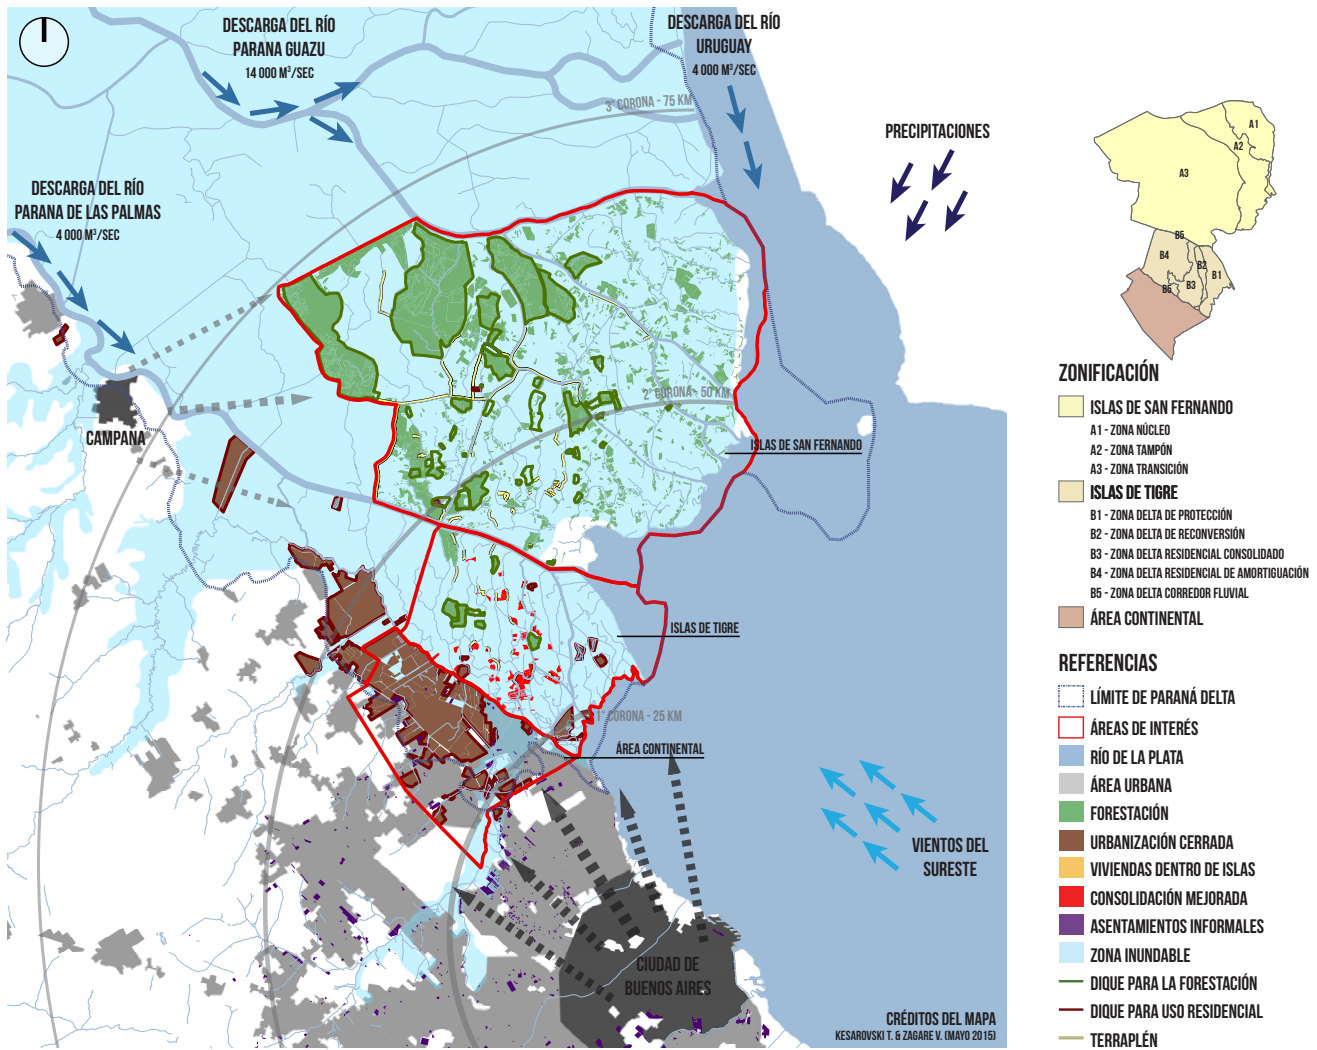 DESCARGA DEL RÍO
PARANA GUAZU
14 000 M³/SEC
DESCARGA DEL RÍO
URUGUAY
4 000 M³/SEC
3° CORONA - 75 KM
PRECIPITACIONES
DESCARGA DEL RÍO
PARANA DE LAS PALMAS
4 000 M³/SEC
CAMPANA
2° CORONA - 50 KM
ISLAS DE SAN FERNANDO
ISLAS DE TIGRE
1° CORONA - 25 KM
ÁREA CONTINENTAL
VIENTOS DEL
SURESTE
CIUDAD DE
BUENOS AIRES
CRÉDITOS DEL MAPA
KESAROVSKI T. & ZAGARE V. (MAYO 2015)
A1
A2
A3
B5
B4
B2
B1
B3
B5
ZONIFICACIÓN
ISLAS DE SAN FERNANDO
A1 - ZONA NÚCLEO
A2 - ZONA TAMPÓN
A3 - ZONA TRANSICIÓN
ISLAS DE TIGRE
B1 - ZONA DELTA DE PROTECCIÓN
B2 - ZONA DELTA DE RECONVERSIÓN
B3 - ZONA DELTA RESIDENCIAL CONSOLIDADO
B4 - ZONA DELTA RESIDENCIAL DE AMORTIGUACIÓN
B5 - ZONA DELTA CORREDOR FLUVIAL
ÁREA CONTINENTAL
REFERENCIAS
LÍMITE DE PARANÁ DELTA
ÁREAS DE INTERÉS
RÍO DE LA PLATA
ÁREA URBANA
FORESTACIÓN
URBANIZACIÓN CERRADA
VIVIENDAS DENTRO DE ISLAS
CONSOLIDACIÓN MEJORADA
ASENTAMIENTOS INFORMALES
ZONA INUNDABLE
DIQUE PARA LA FORESTACIÓN
DIQUE PARA USO RESIDENCIAL
TERRAPLÉN